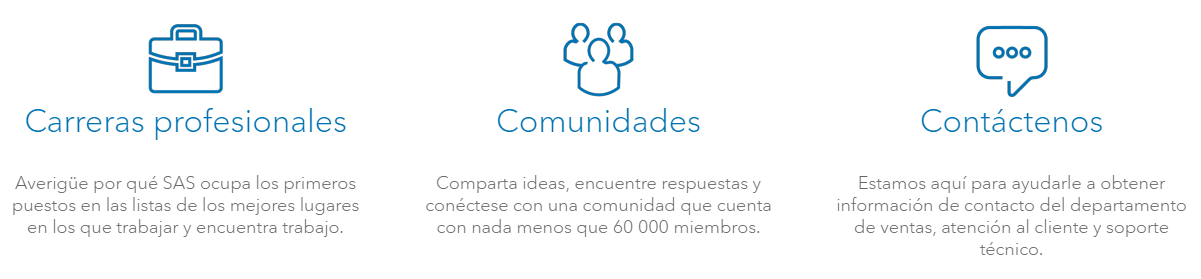 Carreras profesionales
Averigüe por qué SAS ocupa los primeros
puestos en las listas de los mejores lugares
en los que trabajar y encuentra trabajo.
Comunidades
Comparta ideas, encuentre respuestas y
conéctese con una comunidad que cuenta
con nada menos que 60 000 miembros.
Contáctenos
Estamos aquí para ayudarle a obtener
información de contacto del departamento
de ventas, atención al cliente y soporte
técnico.